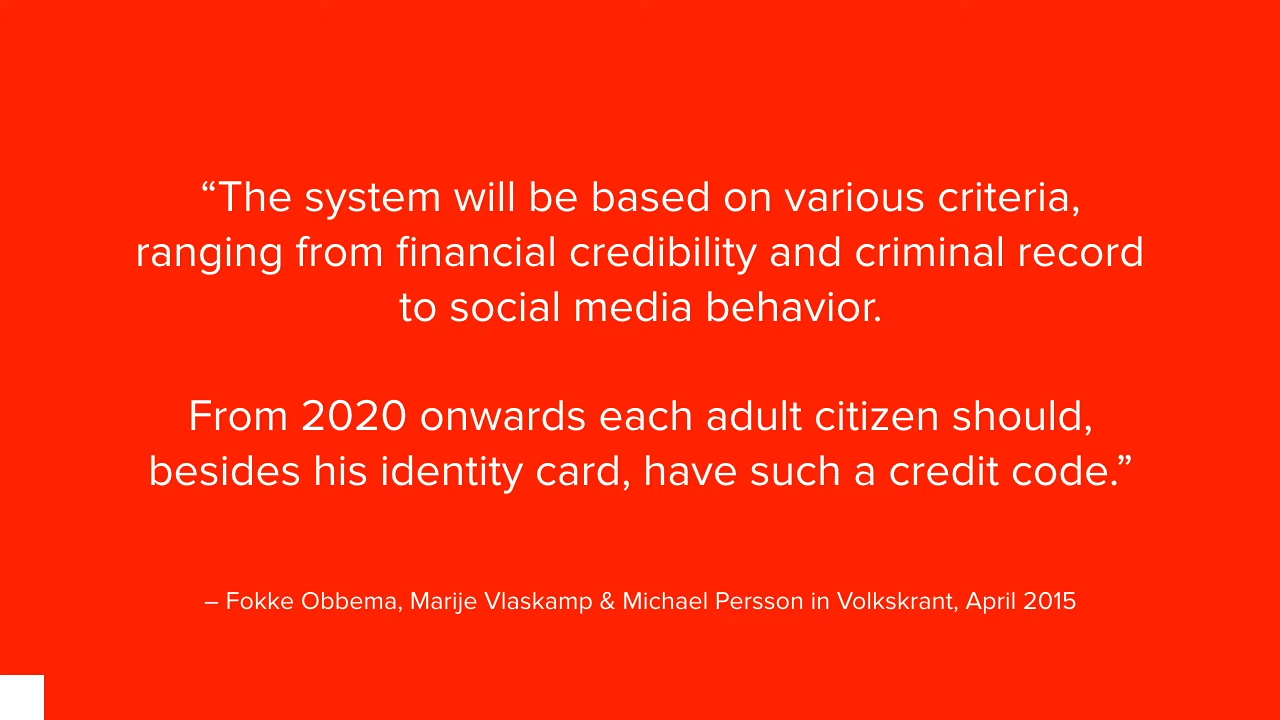 “The system will be based on various criteria,
ranging from financial credibility and criminal record
to social media behavior.
From 2020 onwards each adult citizen should,
besides his identity card, have such a credit code.”
– Fokke Obbema, Marije Vlaskamp & Michael Persson in Volkskrant, April 2015